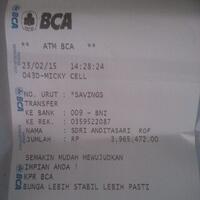 BCA
** ATM BCA **
23/02/15 14:28:24
043D-MICKY CELL
NO. URUT : *SAVINGS
TRANSFER
KE BANK : 009 - BNI
KE REK. : 0359522087
NAMA : SDRI ANDITASARI ROF
JUMLAH : RP 3,965,472.00
SEMAKIN MUDAH MEWUJUDKAN
IMPIAN ANDA !
KPR BCA
BUNGA LEBIH STABIL LEBIH PASTI